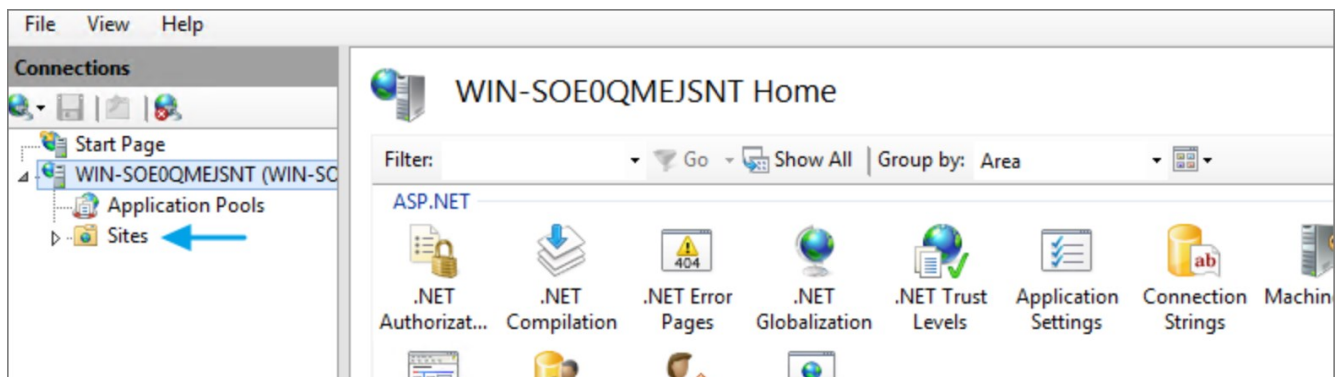 File View Help
Connections
Start Page
WIN-SOE0QMEJSNT (WIN-SO
Application Pools
Sites
WIN-SOE0QMEJSNT Home
Filter: Go Show All Group by: Area
ASP.NET
.NET Authorizat...
.NET Compilation
404
.NET Error Pages
.NET Globalization
.NET Trust Levels
Application Settings
ab
Connection Strings
Machin